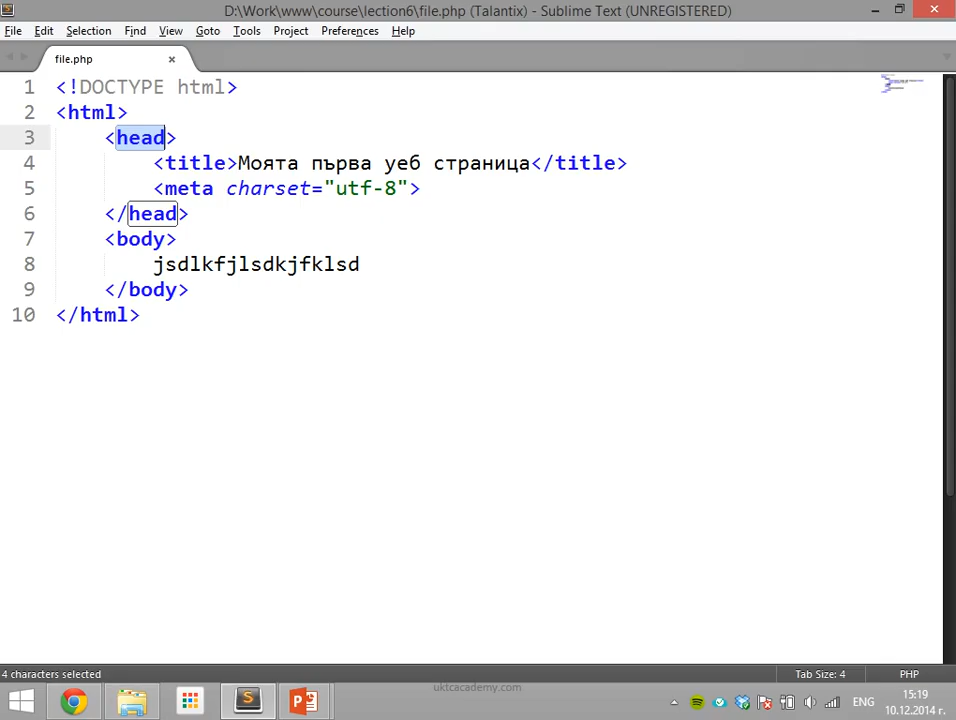 D:\Work\www\course\lection6\file.php (Talantix) - Sublime Text (UNREGISTERED)
File Edit Selection Find View Goto Tools Project Preferences Help
file.php
1 <!DOCTYPE html>
2 <html>
3 <head>
4 <title>Моята първа уеб страница</title>
5 <meta charset="utf-8">
6 </head>
7 <body>
8 jsdlkfjlsdkjfklsd
9 </body>
10 </html>
4 characters selected Tab Size: 4 PHP
uktcacademy.com
ENG 15:19
10.12.2014 г.